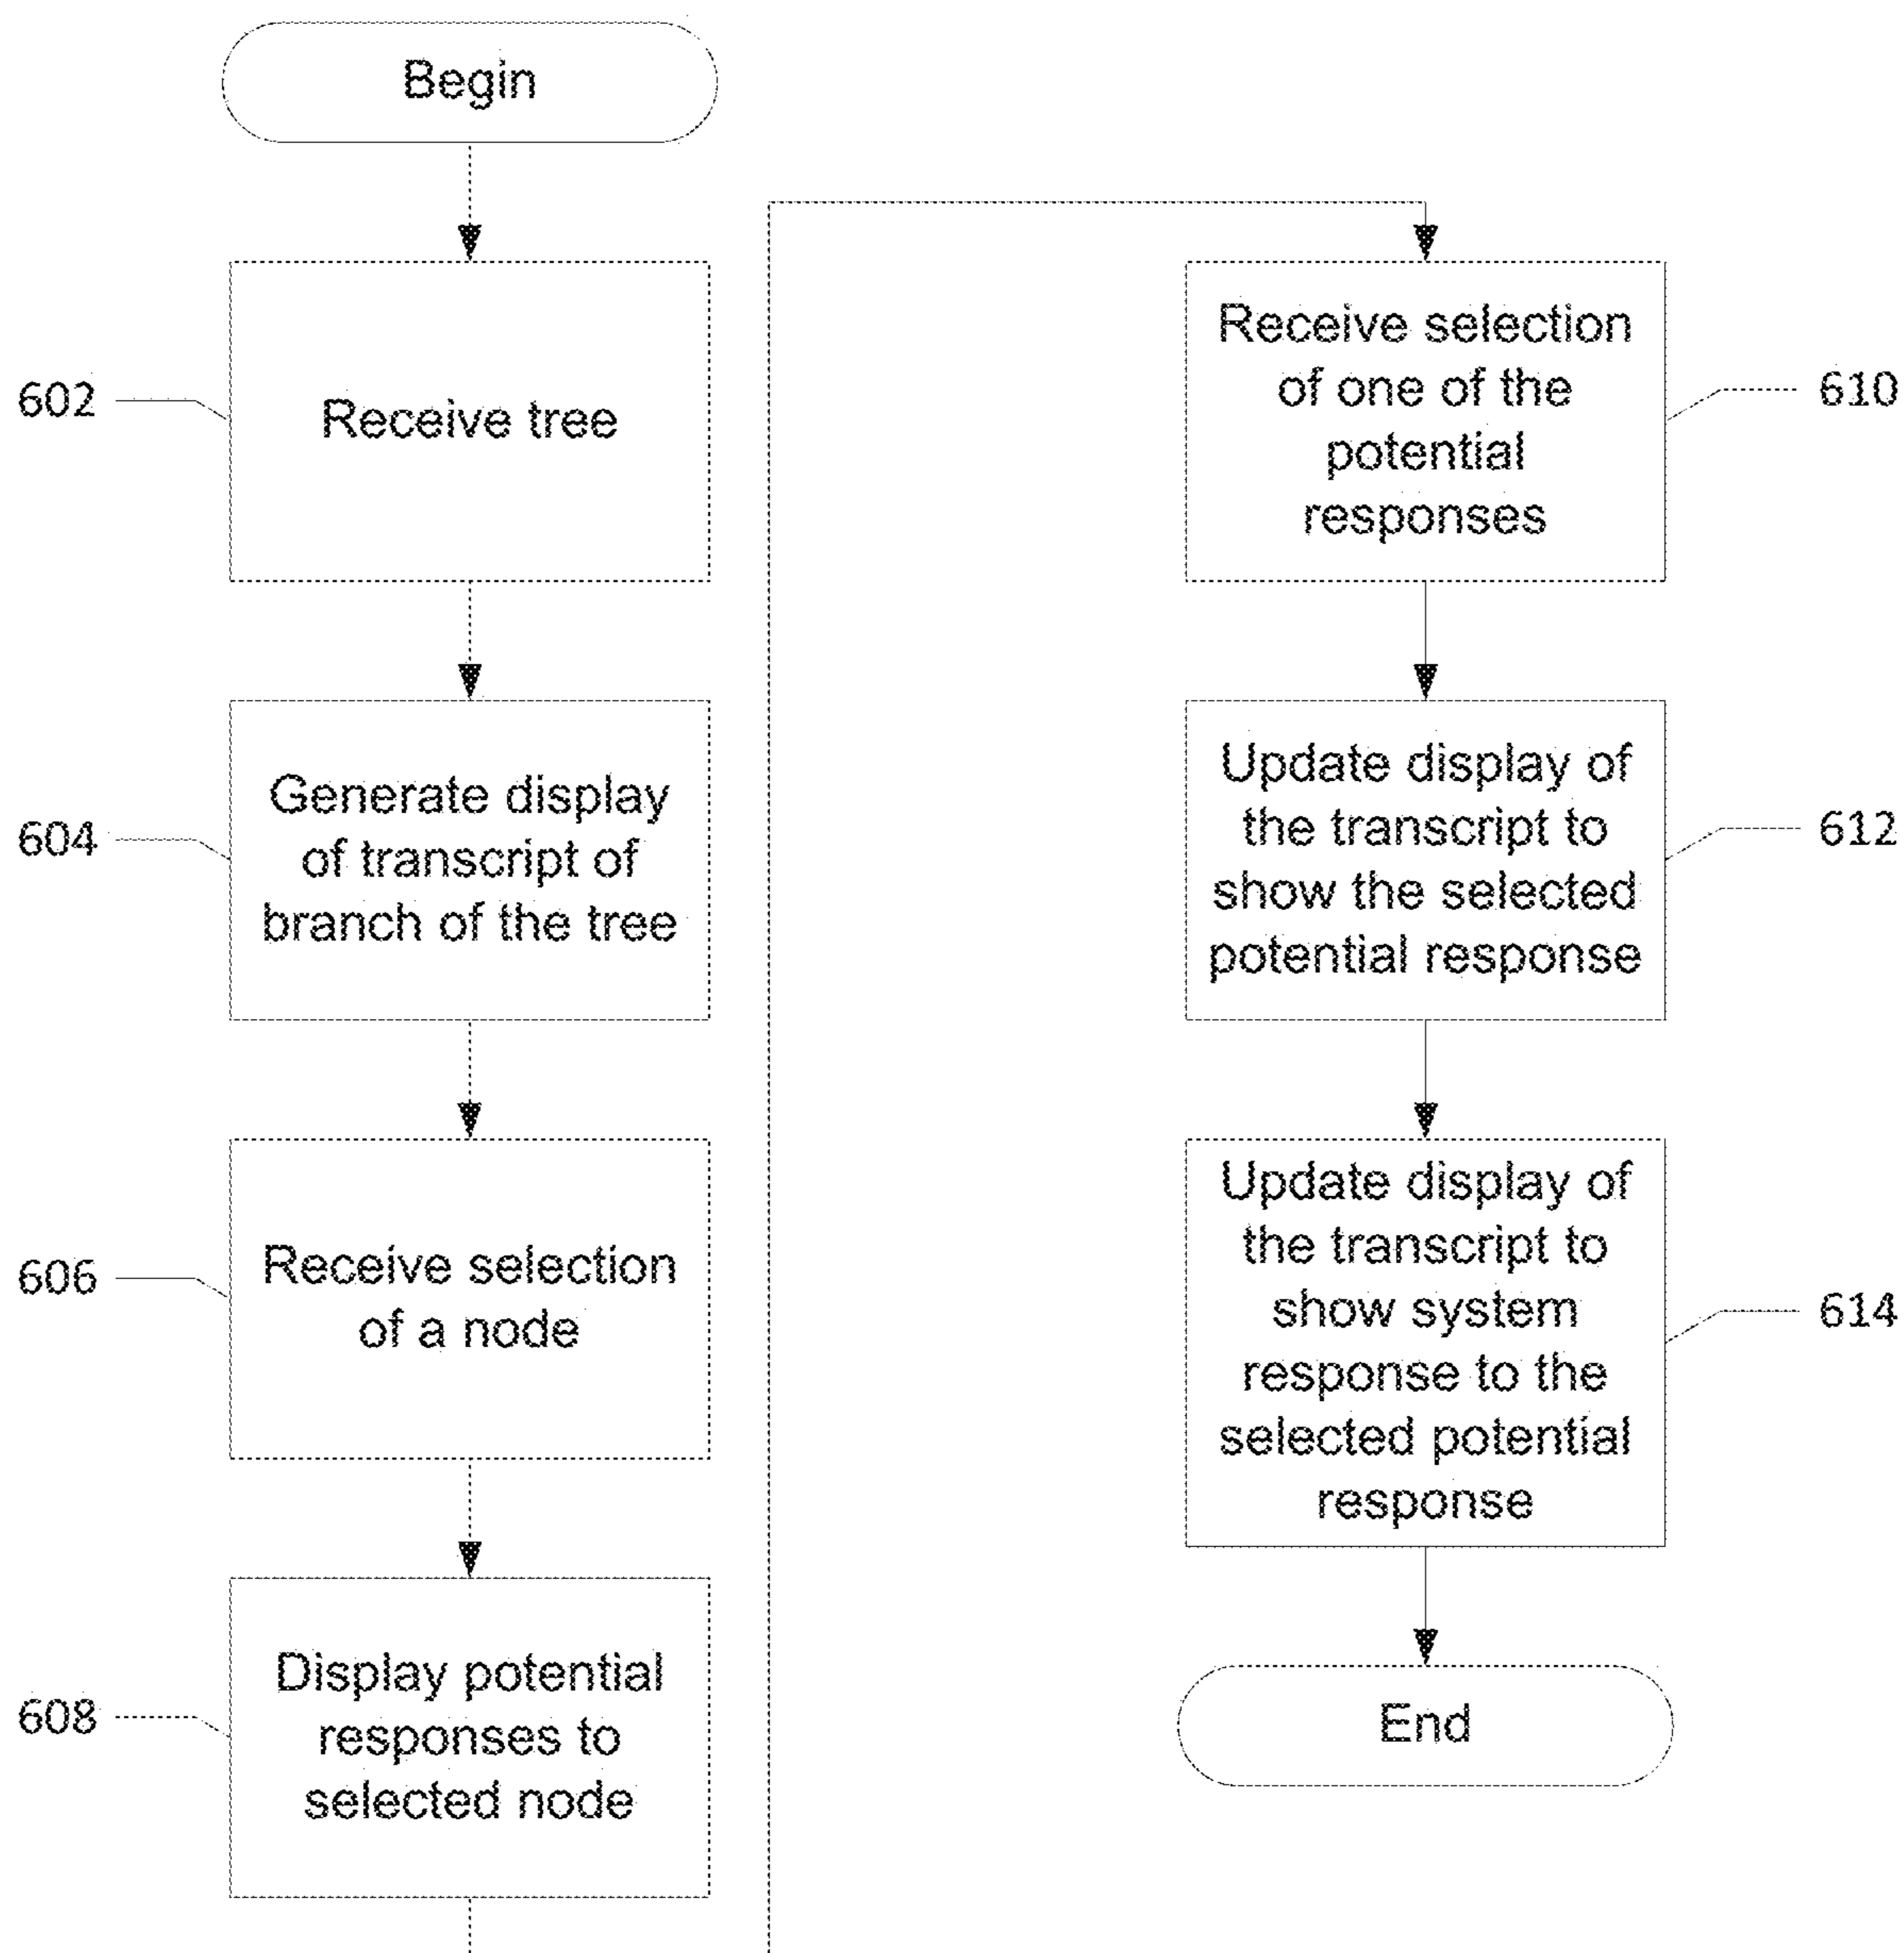 Begin
602
Receive tree
604
Generate display
of transcript of
branch of the tree
606
Receive selection
of a node
608
Display potential
responses to
selected node
Receive selection
of one of the
potential
responses
610
Update display of
the transcript to
show the selected
potential response
612
Update display of
the transcript to
show system
response to the
selected potential
response
614
End